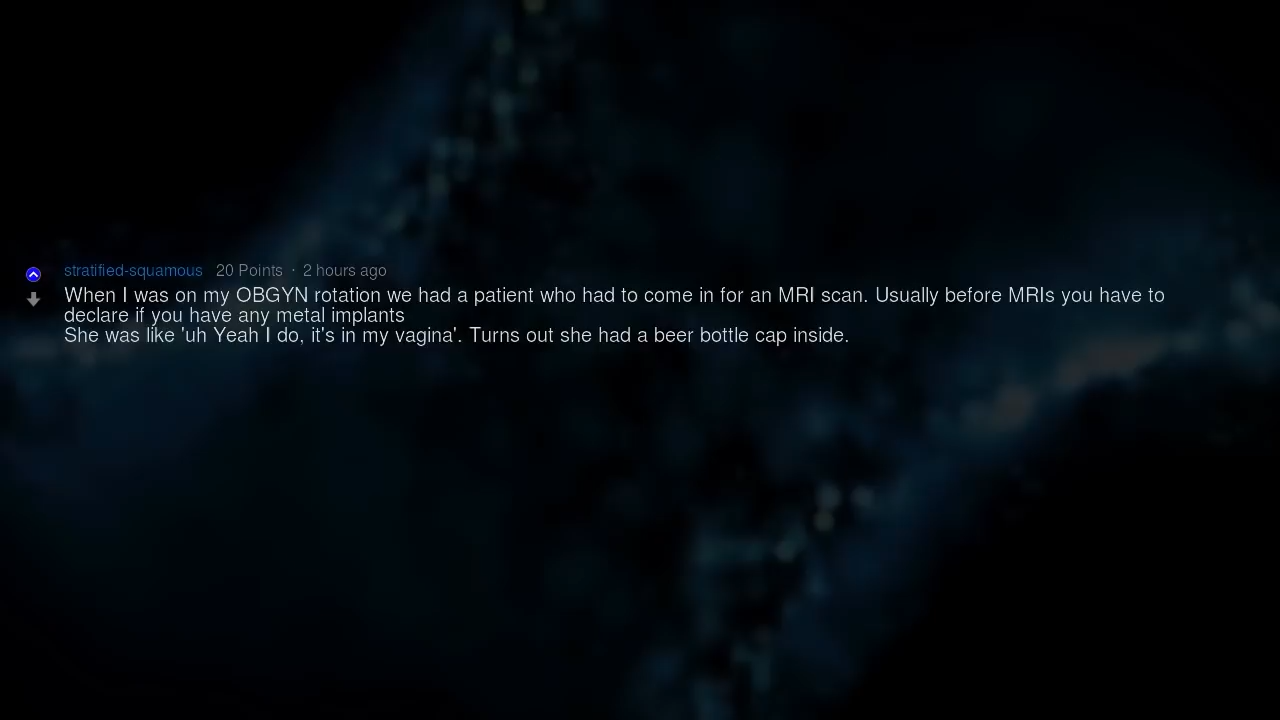 stratified-squamous 20 Points · 2 hours ago
When I was on my OBGYN rotation we had a patient who had to come in for an MRI scan. Usually before MRIs you have to
declare if you have any metal implants
She was like 'uh Yeah I do, it's in my vagina'. Turns out she had a beer bottle cap inside.